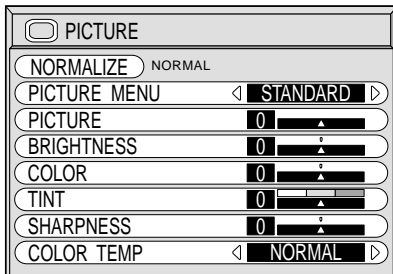 PICTURE
NORMALIZE NORMAL
PICTURE MENU STANDARD
PICTURE 0
BRIGHTNESS 0
COLOR 0
TINT 0
SHARPNESS 0
COLOR TEMP NORMAL